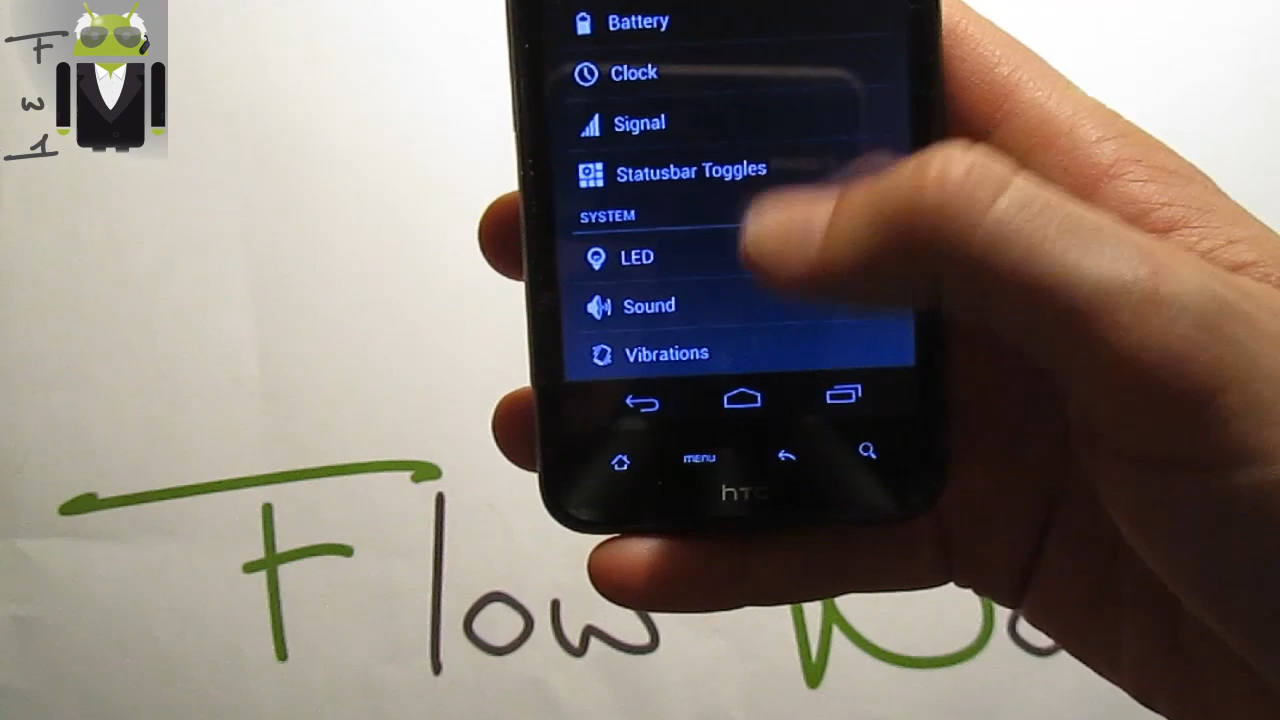 F
w
1
Battery
Clock
Signal
Statusbar Toggles
SYSTEM
LED
Sound
Vibrations
menu
hTC
Flow